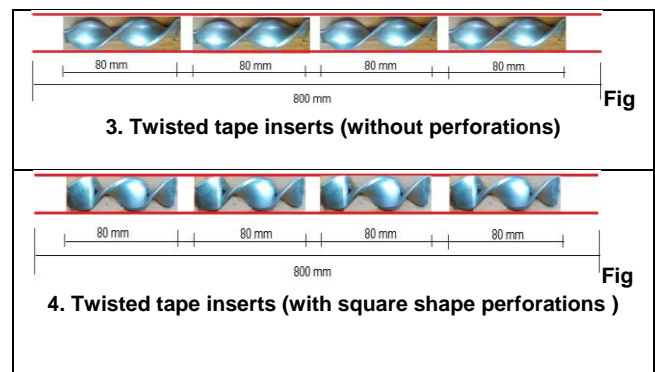 80 mm 80 mm 80 mm 80 mm
800 mm
Fig
3. Twisted tape inserts (without perforations)
80 mm 80 mm 80 mm 80 mm
800 mm
Fig
4. Twisted tape inserts (with square shape perforations )